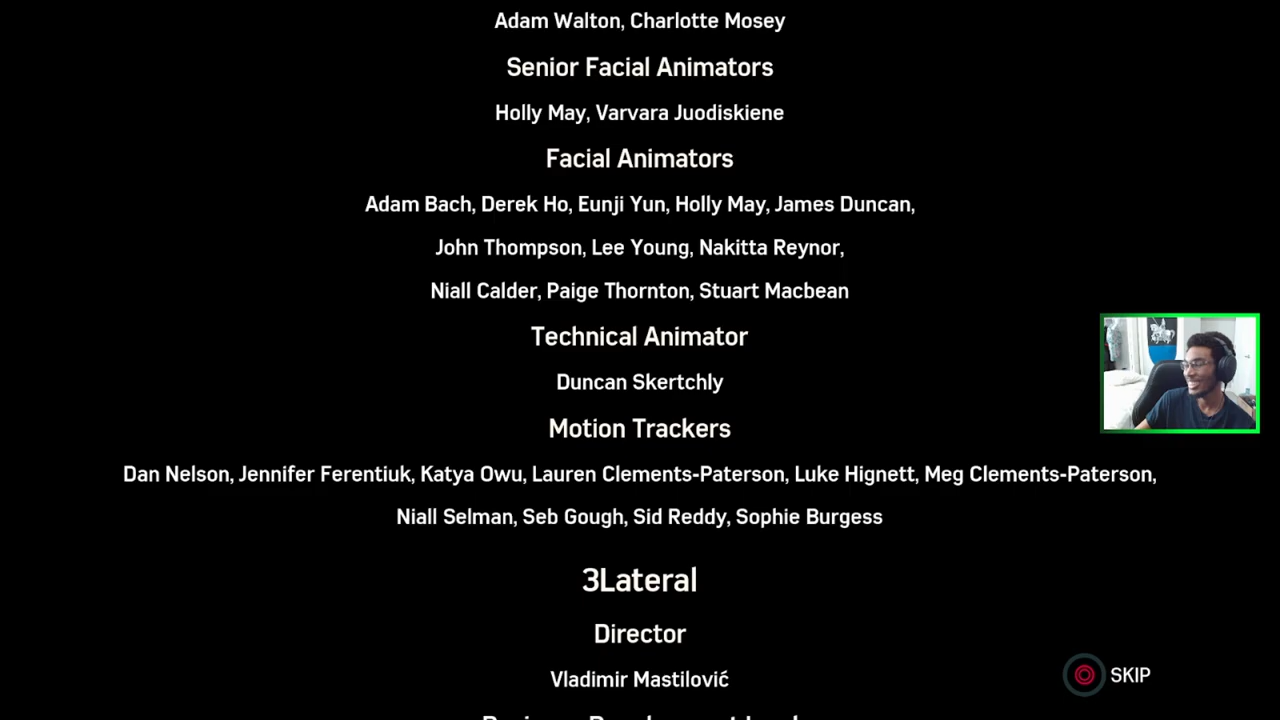 Adam Walton, Charlotte Mosey
Senior Facial Animators
Holly May, Varvara Juodiskiene
Facial Animators
Adam Bach, Derek Ho, Eunji Yun, Holly May, James Duncan,
John Thompson, Lee Young, Nakitta Reynor,
Niall Calder, Paige Thornton, Stuart Macbean
Technical Animator
Duncan Skertchly
Motion Trackers
Dan Nelson, Jennifer Ferentiuk, Katya Owu, Lauren Clements-Paterson, Luke Hignett, Meg Clements-Paterson,
Niall Selman, Seb Gough, Sid Reddy, Sophie Burgess
3Lateral
Director
Vladimir Mastilović
SKIP